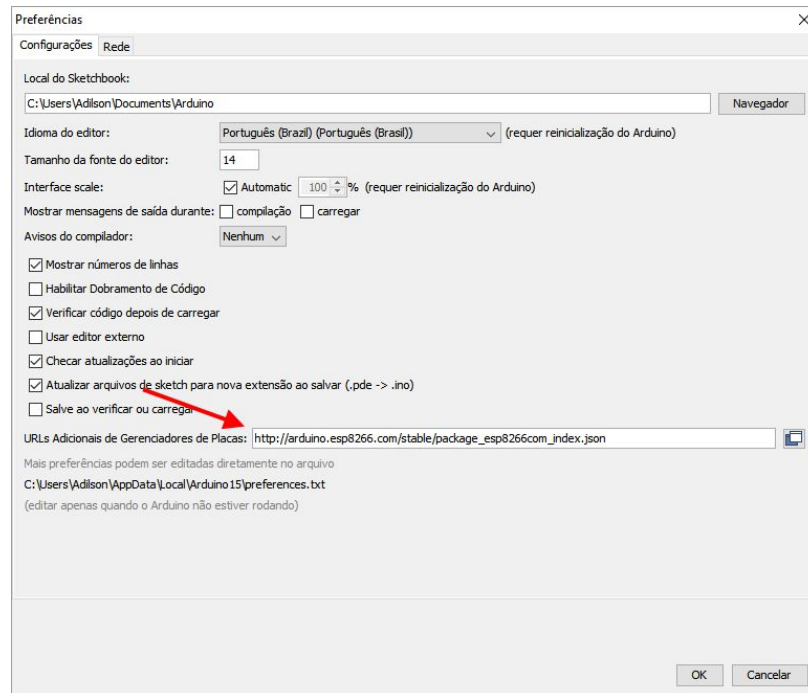 Preferências
Configurações Rede
Local do Sketchbook:
C:\Users\Adilson\Documents\Arduino Navegador
Idioma do editor: Português (Brazil) (Português (Brasil)) (requer reinicialização do Arduino)
Tamanho da fonte do editor: 14
Interface scale: Automatic 100 % (requer reinicialização do Arduino)
Mostrar mensagens de saída durante: compilação carregar
Avisos do compilador: Nenhum
Mostrar números de linhas
Habilitar Dobramento de Código
Verificar código depois de carregar
Usar editor externo
Checar atualizações ao iniciar
Atualizar arquivos de sketch para nova extensão ao salvar (.pde -> .ino)
Salve ao verificar ou carregar
URLs Adicionais de Gerenciadores de Placas: http://arduino.esp8266.com/stable/package_esp8266com_index.json
Mais preferências podem ser editadas diretamente no arquivo
C:\Users\Adilson\AppData\Local\Arduino15\preferences.txt
(editar apenas quando o Arduino não estiver rodando)
OK Cancelar